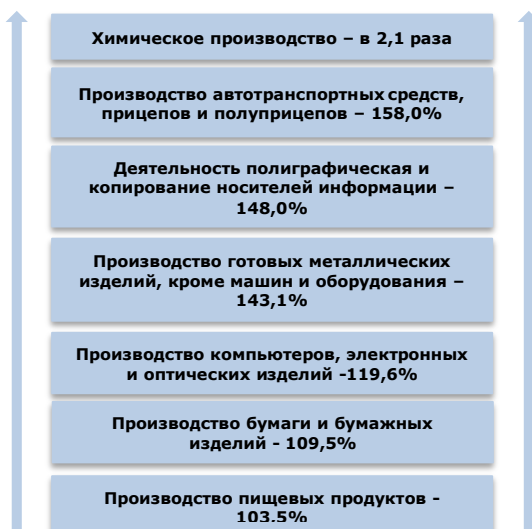 Химическое производство – в 2,1 раза
Производство автотранспортных средств,
прицепов и полуприцепов – 158,0%
Деятельность полиграфическая и
копирование носителей информации –
148,0%
Производство готовых металлических
изделий, кроме машин и оборудования –
143,1%
Производство компьютеров, электронных
и оптических изделий -119,6%
Производство бумаги и бумажных
изделий - 109,5%
Производство пищевых продуктов -
103,5%